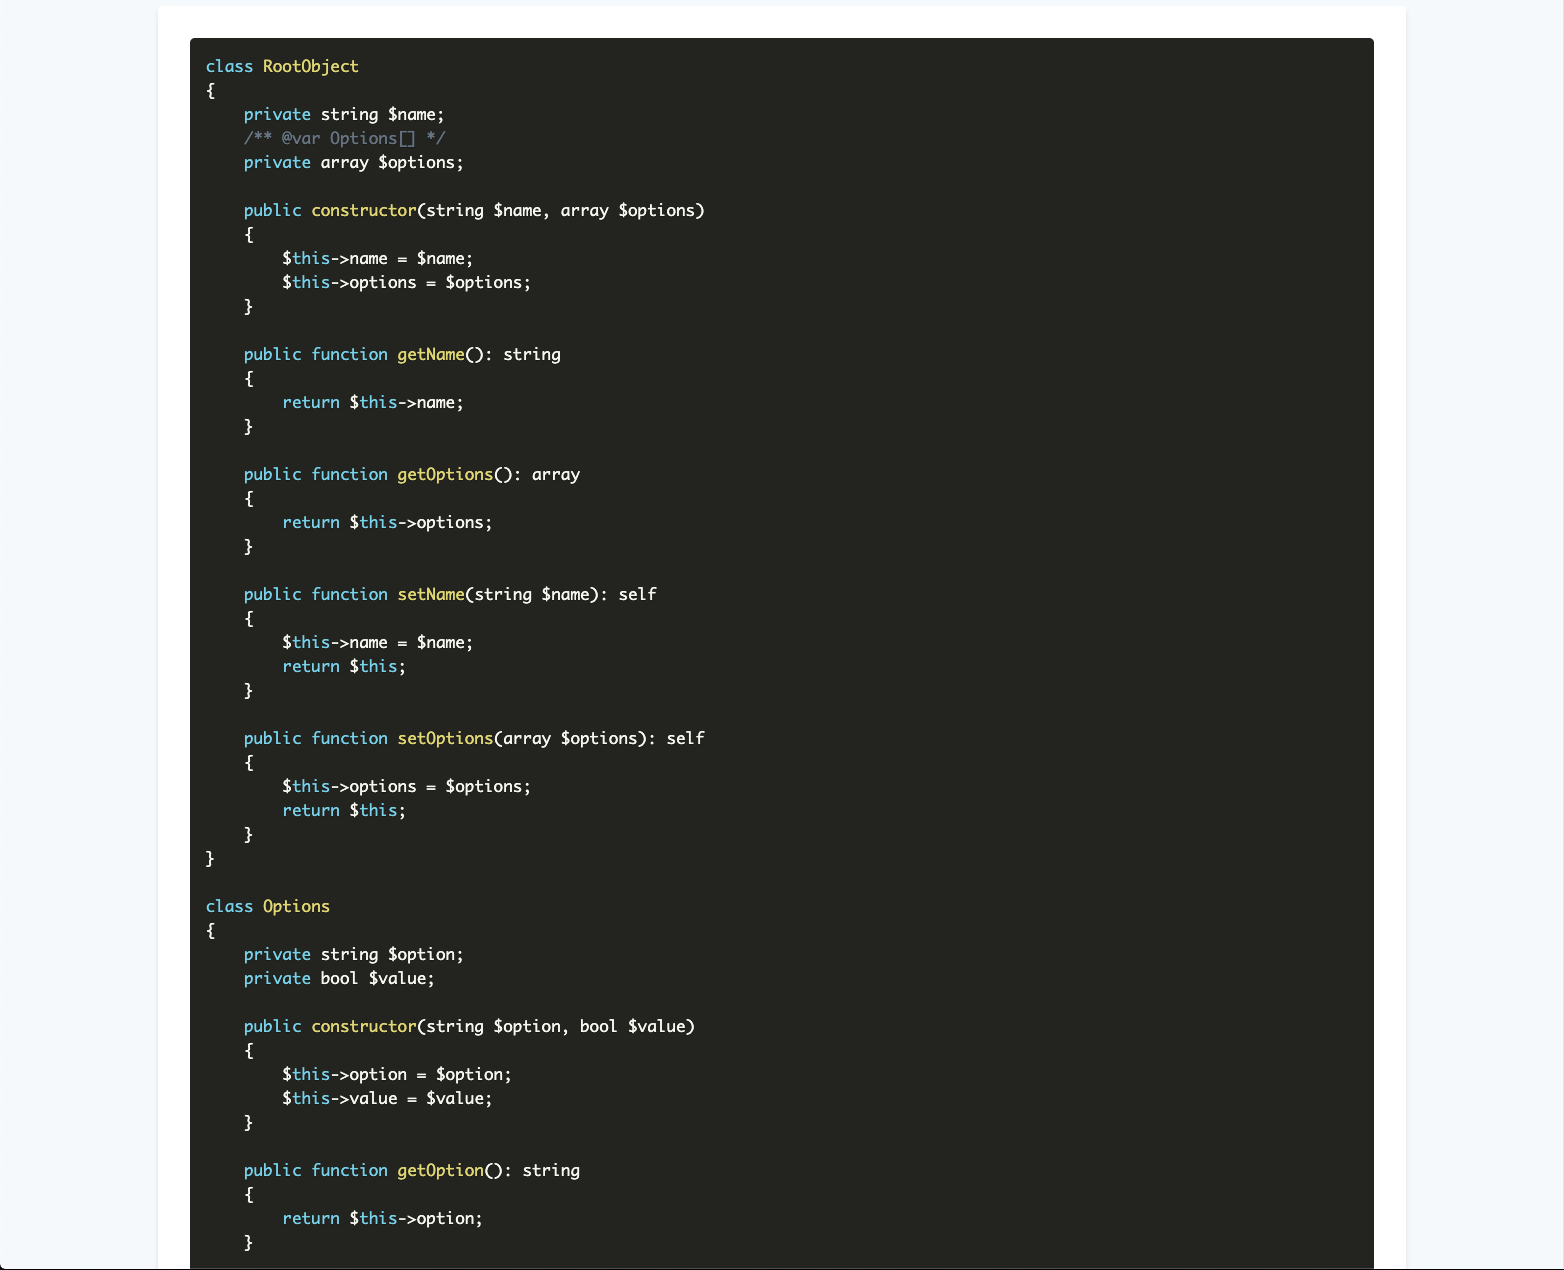 class RootObject
{
    private string $name;
    /** @var Options[] */
    private array $options;

    public constructor(string $name, array $options)
    {
        $this->name = $name;
        $this->options = $options;
    }

    public function getName(): string
    {
        return $this->name;
    }

    public function getOptions(): array
    {
        return $this->options;
    }

    public function setName(string $name): self
    {
        $this->name = $name;
        return $this;
    }

    public function setOptions(array $options): self
    {
        $this->options = $options;
        return $this;
    }
}

class Options
{
    private string $option;
    private bool $value;

    public constructor(string $option, bool $value)
    {
        $this->option = $option;
        $this->value = $value;
    }

    public function getOption(): string
    {
        return $this->option;
    }